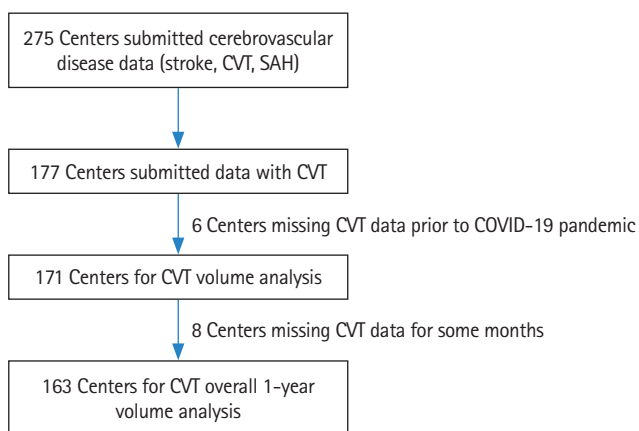 275 Centers submitted cerebrovascular
disease data (stroke, CVT, SAH)
177 Centers submitted data with CVT
6 Centers missing CVT data prior to COVID-19 pandemic
171 Centers for CVT volume analysis
8 Centers missing CVT data for some months
163 Centers for CVT overall 1-year
volume analysis